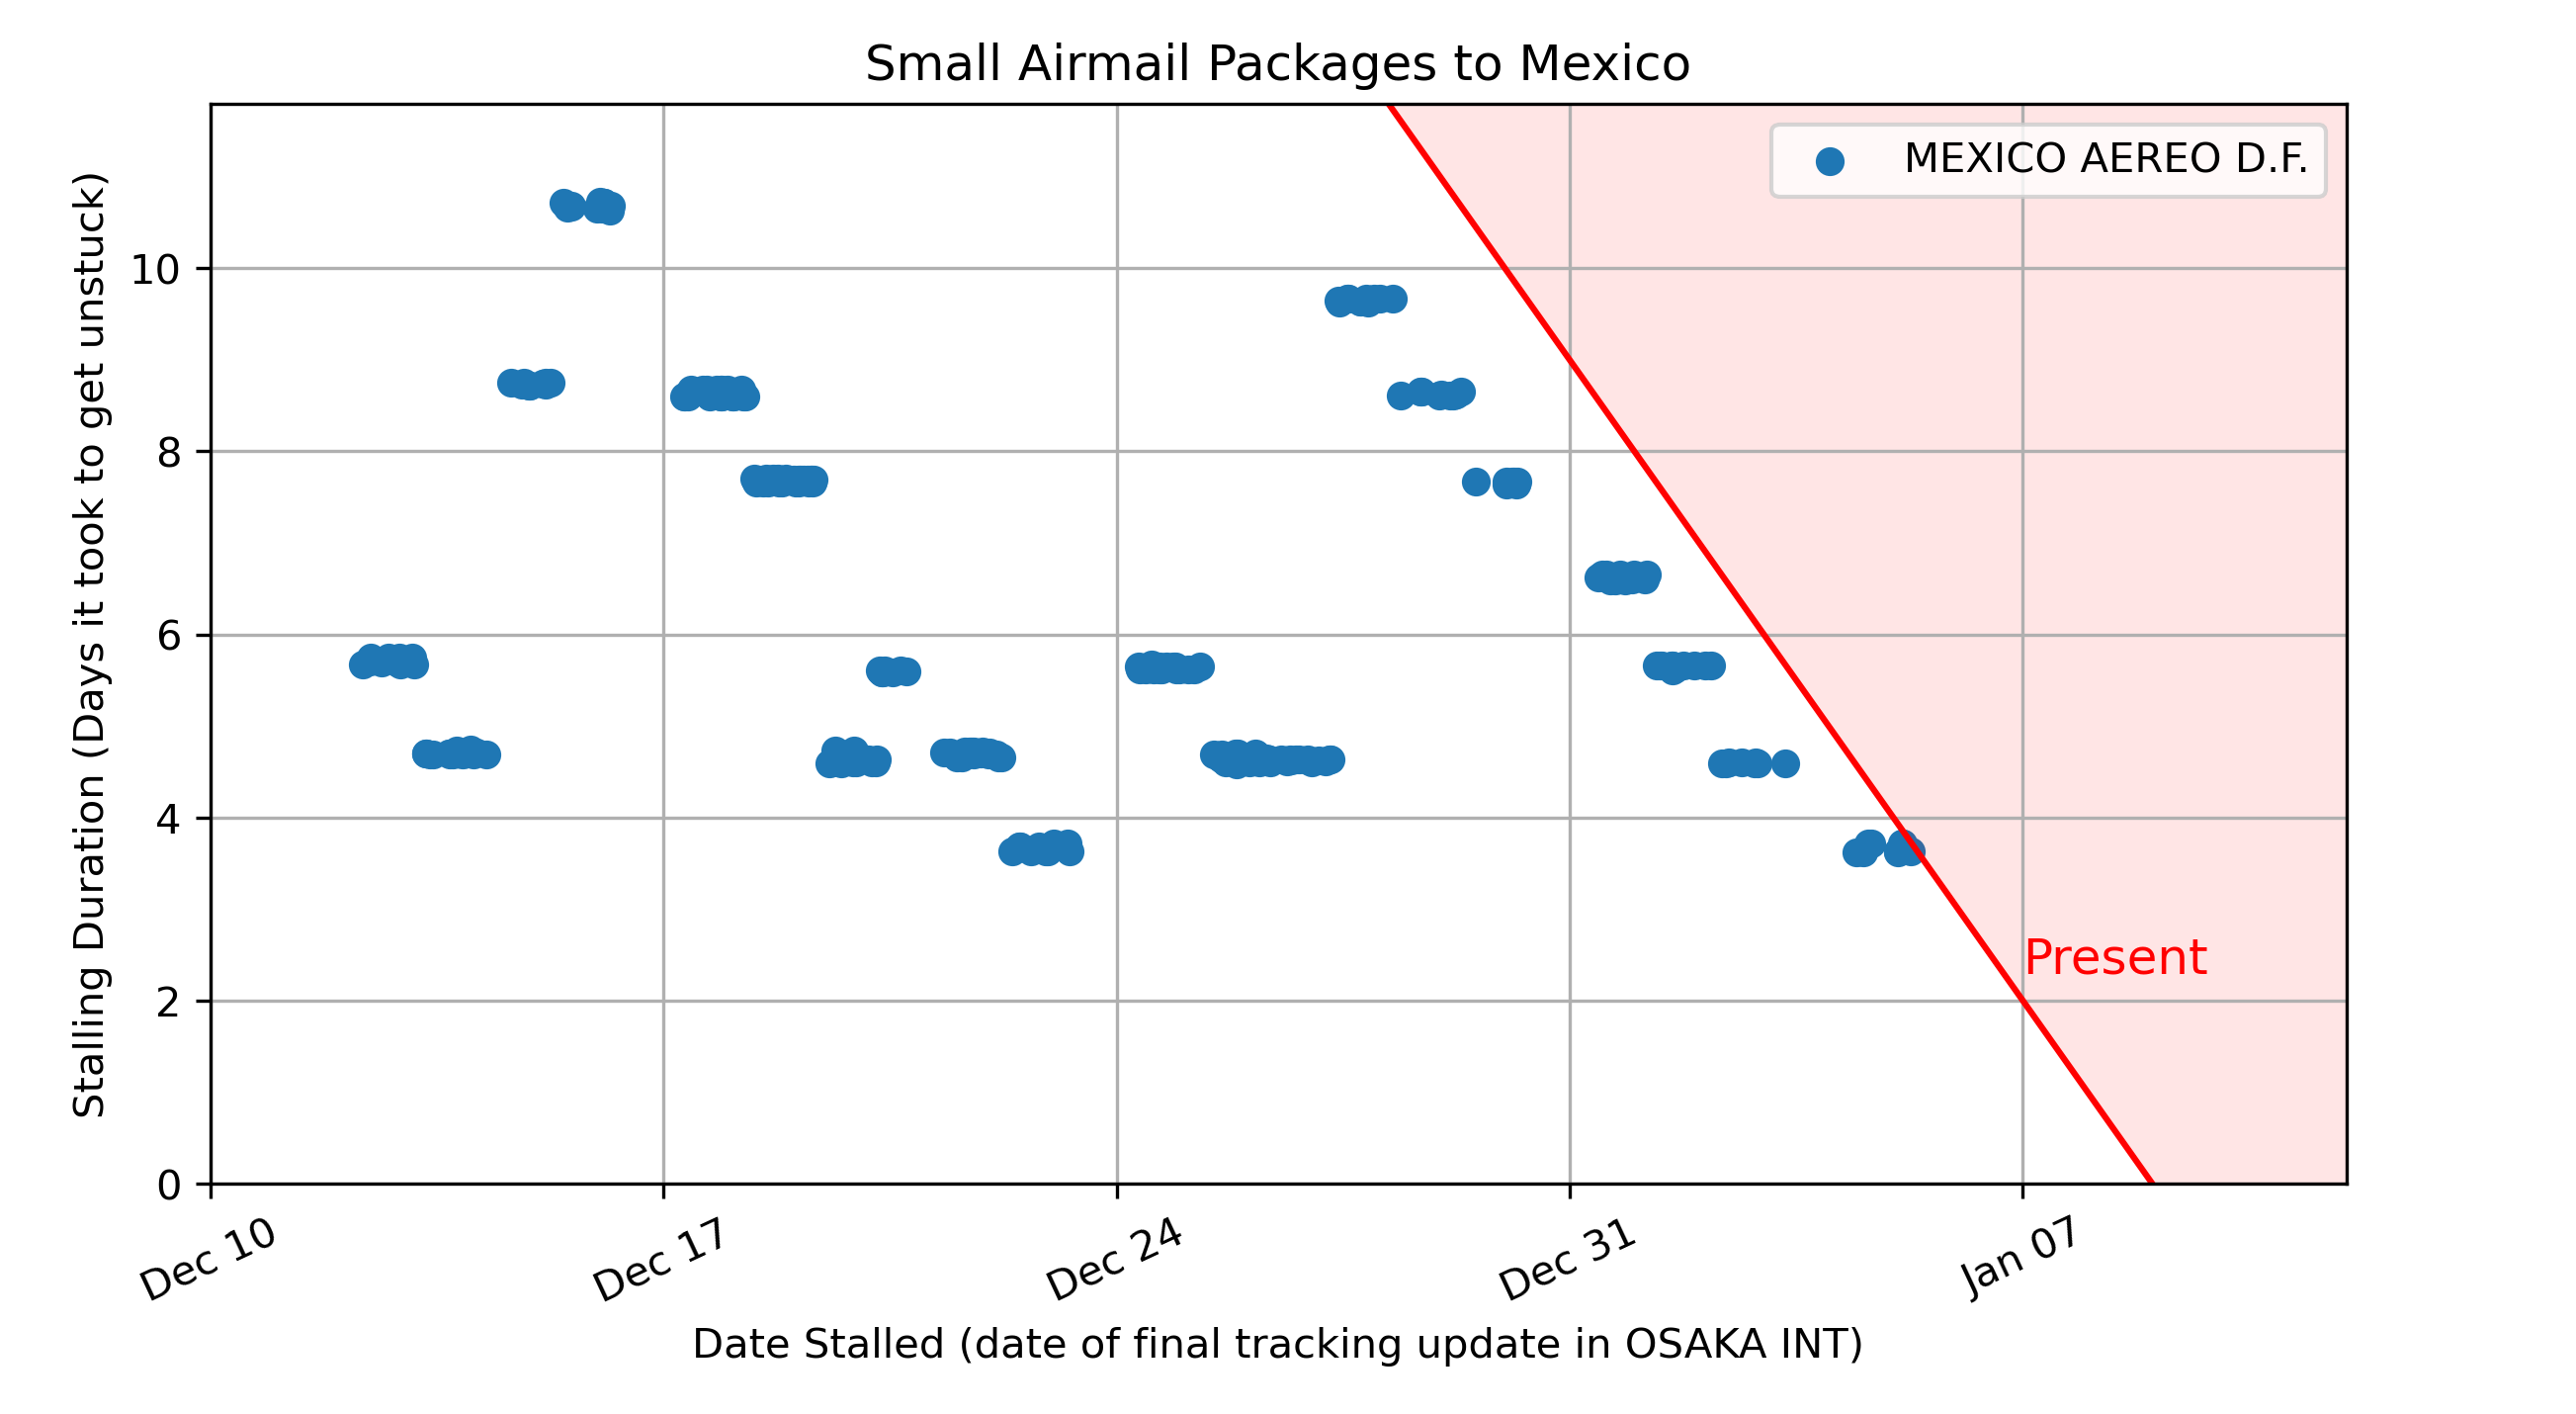 Small Airmail Packages to Mexico
MEXICO AEREO D.F.
Stalling Duration (Days it took to get unstuck)
10
8
6
4
2
0
Present
Dec 10
Dec 17
Dec 24
Dec 31
Jan 07
Date Stalled (date of final tracking update in OSAKA INT)